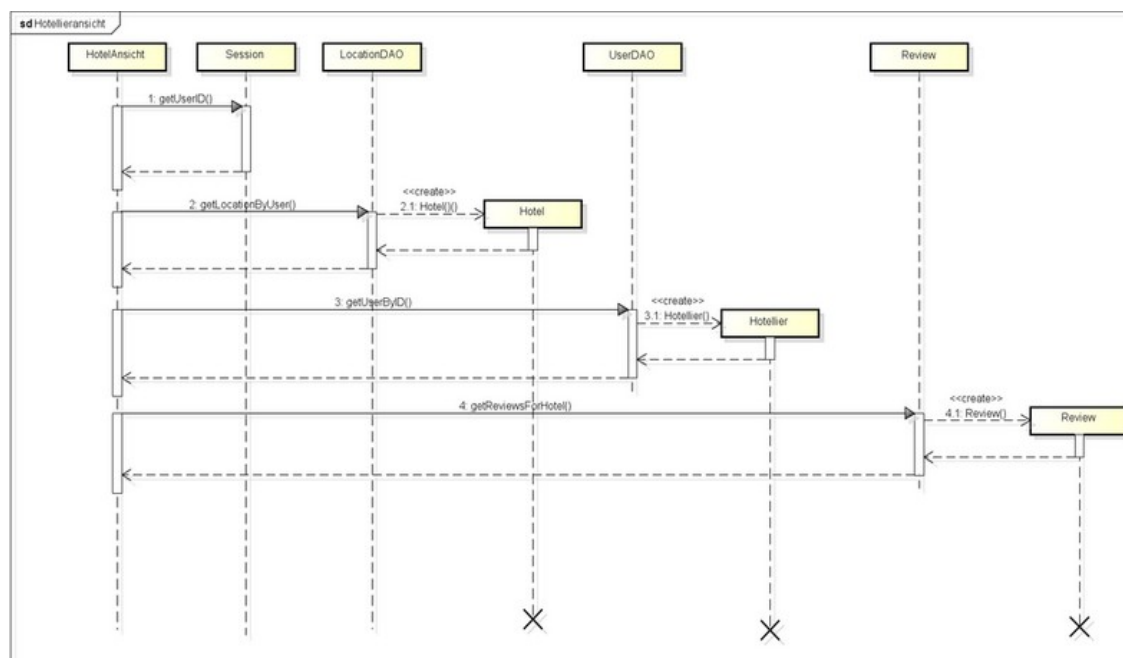 sd Hotellieransicht
HotelAnsicht
Session
LocationDAO
UserDAO
Review
1: getUserID()
<<create>>
2: getLocationByUser()
2.1: Hotel()()
Hotel
<<create>>
3: getUserByID()
3.1: Hotellier()
Hotellier
<<create>>
4: getReviewsForHotel()
4.1: Review()
Review